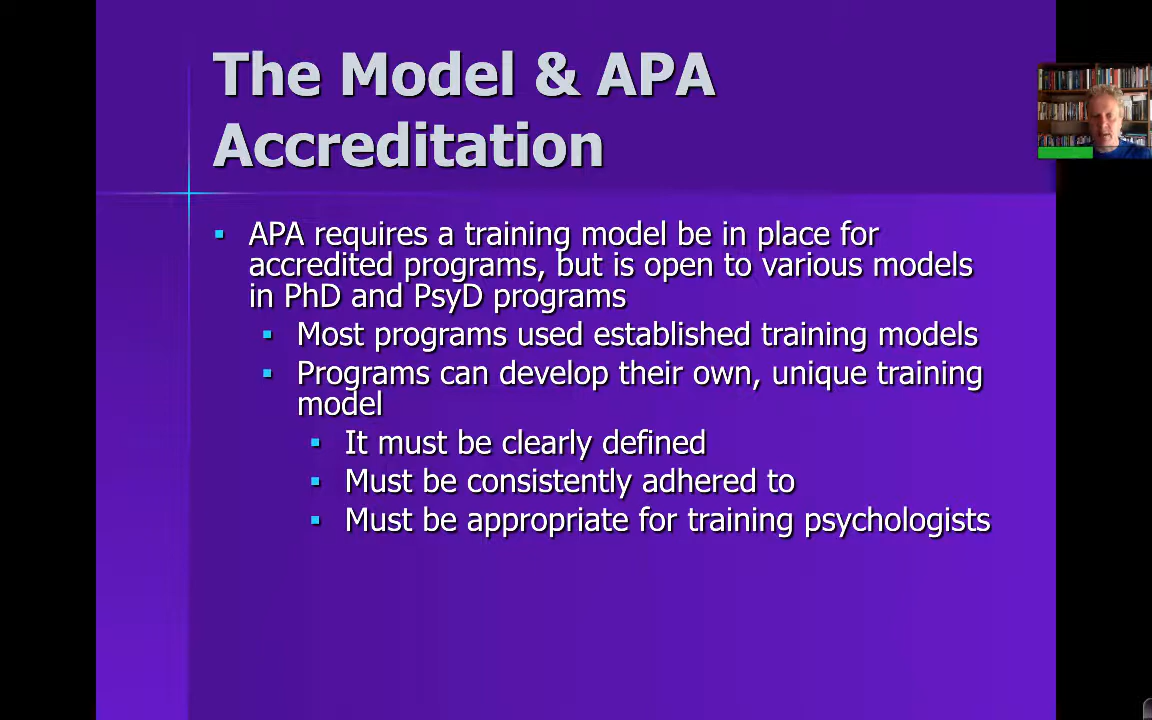 The Model & APA
Accreditation
▪ APA requires a training model be in place for
accredited programs, but is open to various models
in PhD and PsyD programs
▪ Most programs used established training models
▪ Programs can develop their own, unique training
model
▪ It must be clearly defined
▪ Must be consistently adhered to
▪ Must be appropriate for training psychologists